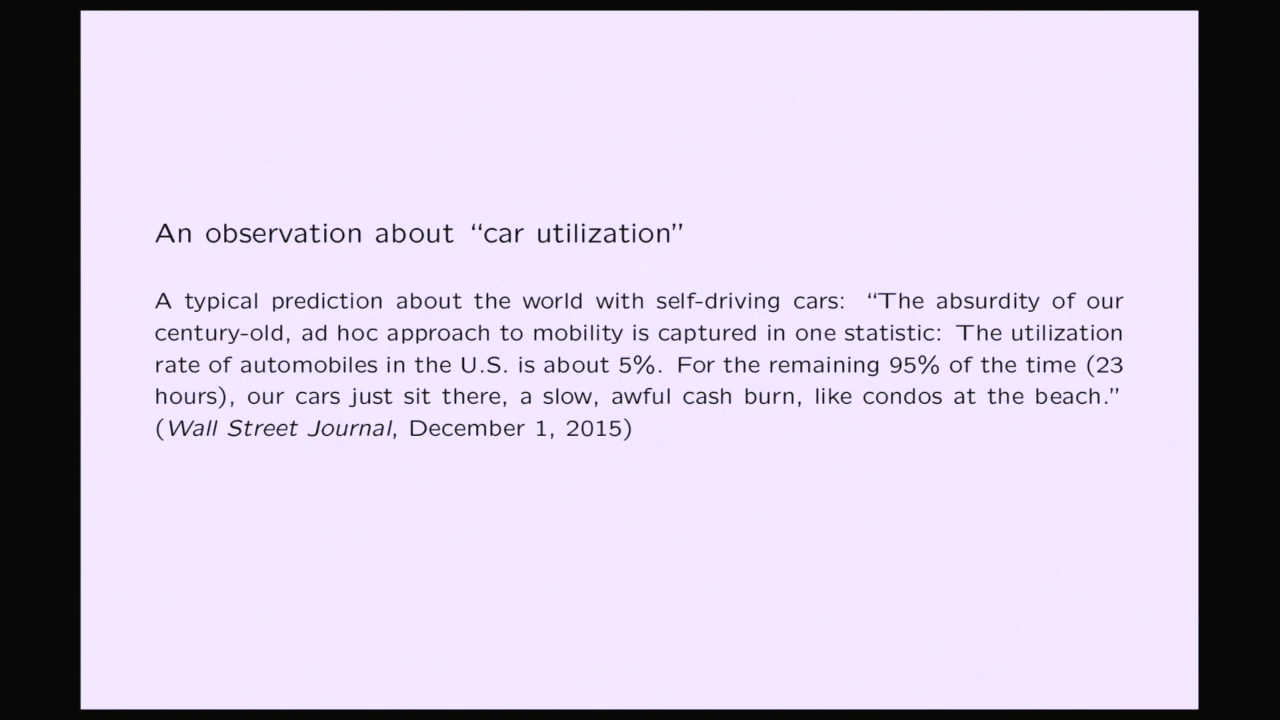 An observation about “car utilization”
A typical prediction about the world with self-driving cars: “The absurdity of our
century-old, ad hoc approach to mobility is captured in one statistic: The utilization
rate of automobiles in the U.S. is about 5%. For the remaining 95% of the time (23
hours), our cars just sit there, a slow, awful cash burn, like condos at the beach.”
(Wall Street Journal, December 1, 2015)